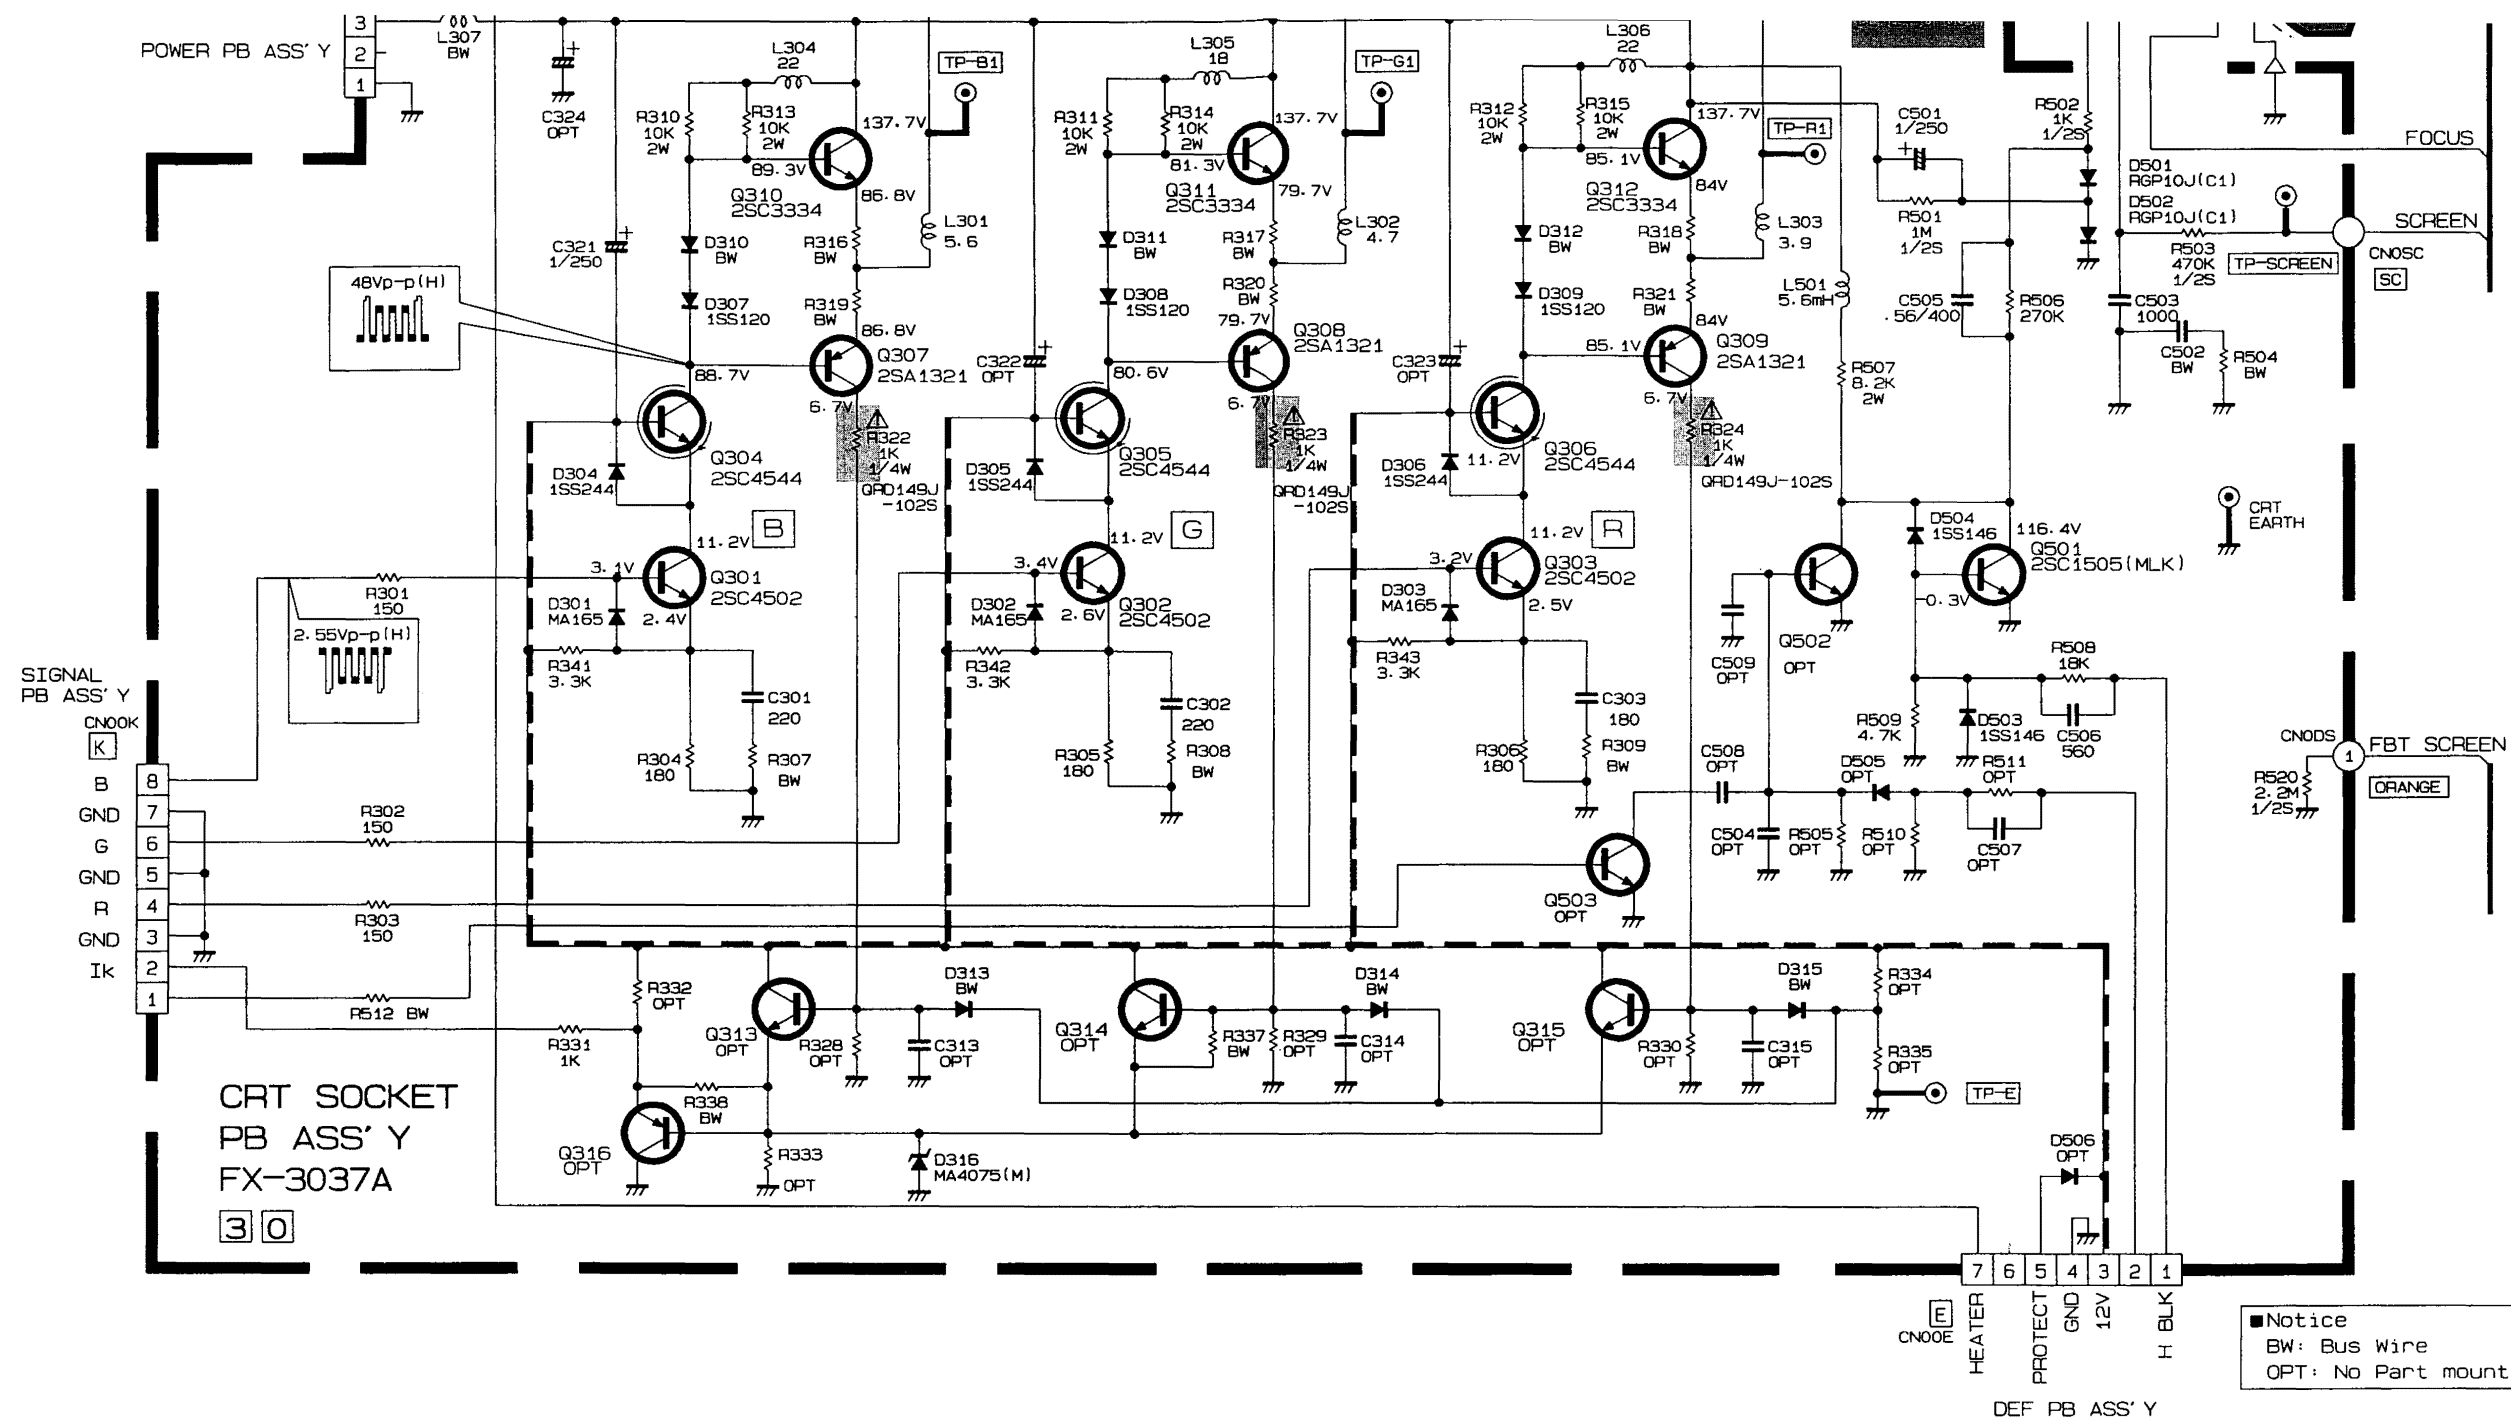 POWER PB ASS'Y
3
2
1
L307
BW
C324
OPT
L304
22
TP-B1
R310
10K
2W
R313
10K
2W
137.7V
89.3V
86.8V
Q310
2SC3334
L301
5.6
R316
BW
C321
1/250
D310
BW
D307
1SS120
R319
BW
86.8V
Q307
2SA1321
88.7V
6.7V
48Vp-p(H)
R322
1K
1/4W
QRD149J
-102S
Q304
2SC4544
D304
1SS244
B
11.2V
3.1V
Q301
2SC4502
D301
MA165
2.4V
R301
150
2.55Vp-p(H)
R341
3.3K
C301
220
R304
180
R307
BW
L305
18
TP-G1
R311
10K
2W
R314
10K
2W
137.7V
81.3V
79.7V
Q311
2SC3334
L302
4.7
R317
BW
D311
BW
D308
1SS120
R320
BW
79.7V
Q308
2SA1321
C322
OPT
80.6V
6.7V
R323
1K
1/4W
QRD149J
-102S
Q305
2SC4544
D305
1SS244
G
11.2V
3.4V
D302
MA165
2.6V
Q302
2SC4502
R342
3.3K
C302
220
R305
180
R308
BW
L306
22
TP-R1
R312
10K
2W
R315
10K
2W
137.7V
85.1V
84V
Q312
2SC3334
L303
3.9
R318
BW
D312
BW
D309
1SS120
R321
BW
84V
85.1V
Q309
2SA1321
C323
OPT
6.7V
R324
1K
1/4W
QRD149J-102S
11.2V
Q306
2SC4544
D306
1SS244
R
11.2V
3.2V
Q303
2SC4502
D303
MA165
2.5V
R343
3.3K
C303
180
R306
180
R309
BW
C501
1/250
R502
1K
1/2S
R501
1M
1/2S
D501
RGP10J(C1)
D502
RGP10J(C1)
FOCUS
SCREEN
CN0SC
SC
R503
470K
1/2S
TP-SCREEN
L501
5.6mH
C505
.56/400
R506
270K
C503
1000
C502
BW
R504
BW
R507
8.2K
2W
CRT
EARTH
D504
1SS146
116.4V
Q501
2SC1505(MLK)
-0.3V
Q502
OPT
C509
OPT
R508
18K
R509
4.7K
D503
1SS146
C506
560
C508
OPT
D505
OPT
R511
OPT
C504
OPT
R505
OPT
R510
OPT
C507
OPT
CN0DS
1
FBT SCREEN
ORANGE
R520
2.2M
1/2S
Q503
OPT
SIGNAL
PB ASS'Y
CN00K
K
B 8
GND 7
G 6
GND 5
R 4
GND 3
Ik 2
1
R302
150
R303
150
R512 BW
R331
1K
R332
OPT
Q313
OPT
R328
OPT
D313
BW
C313
OPT
Q314
OPT
R337
BW
R329
OPT
D314
BW
C314
OPT
Q315
OPT
R330
OPT
D315
BW
C315
OPT
R334
OPT
R335
OPT
TP-E
R338
BW
Q316
OPT
R333
OPT
D316
MA4075(M)
D506
OPT
CRT SOCKET
PB ASS'Y
FX-3037A
3 0
7 6 5 4 3 2 1
E
CN00E
HEATER
PROTECT
GND
12V
H BLK
DEF PB ASS'Y
■Notice
BW: Bus Wire
OPT: No Part mount